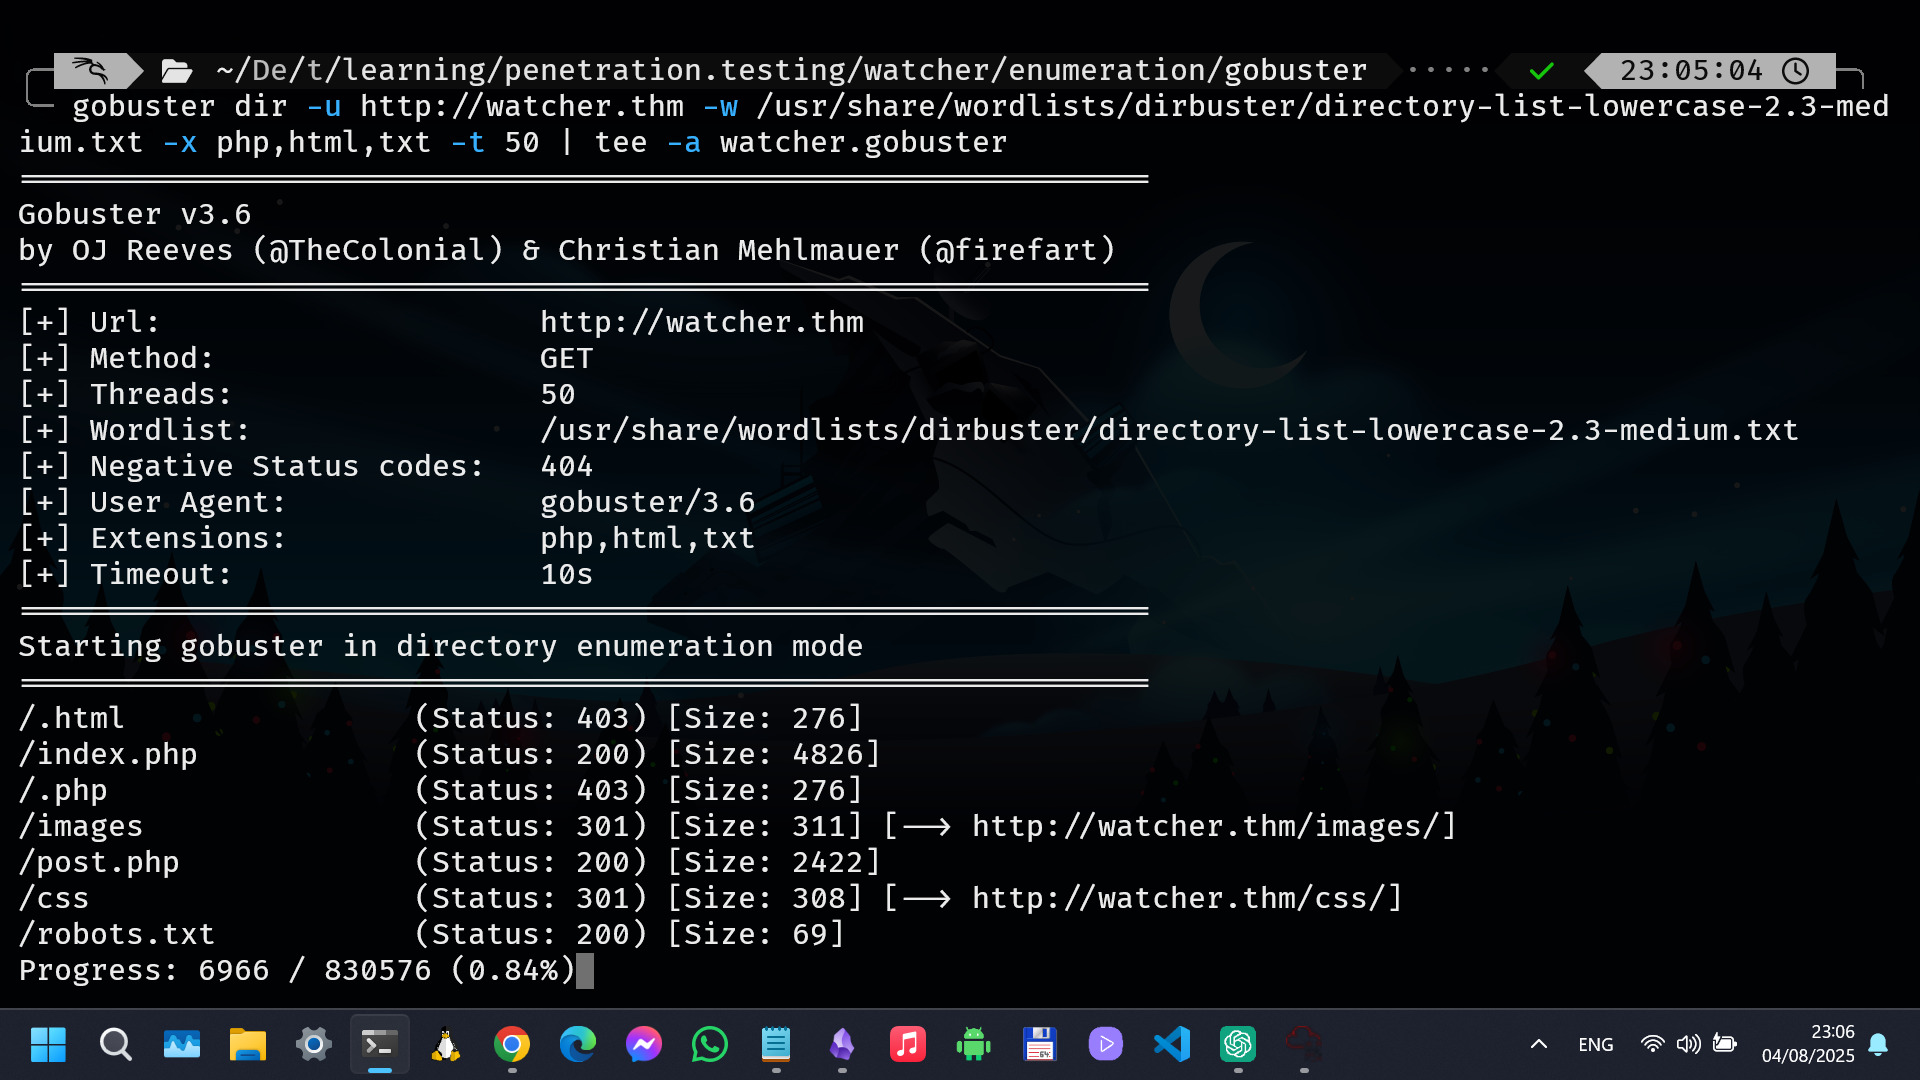 ~/De/t/learning/penetration.testing/watcher/enumeration/gobuster ····· ✓ 23:05:04
gobuster dir -u http://watcher.thm -w /usr/share/wordlists/dirbuster/directory-list-lowercase-2.3-med
ium.txt -x php,html,txt -t 50 | tee -a watcher.gobuster
===============================================================
Gobuster v3.6
by OJ Reeves (@TheColonial) & Christian Mehlmauer (@firefart)
===============================================================
[+] Url: http://watcher.thm
[+] Method: GET
[+] Threads: 50
[+] Wordlist: /usr/share/wordlists/dirbuster/directory-list-lowercase-2.3-medium.txt
[+] Negative Status codes: 404
[+] User Agent: gobuster/3.6
[+] Extensions: php,html,txt
[+] Timeout: 10s
===============================================================
Starting gobuster in directory enumeration mode
===============================================================
/.html (Status: 403) [Size: 276]
/index.php (Status: 200) [Size: 4826]
/.php (Status: 403) [Size: 276]
/images (Status: 301) [Size: 311] [--> http://watcher.thm/images/]
/post.php (Status: 200) [Size: 2422]
/css (Status: 301) [Size: 308] [--> http://watcher.thm/css/]
/robots.txt (Status: 200) [Size: 69]
Progress: 6966 / 830576 (0.84%)
64
ENG
23:06
04/08/2025